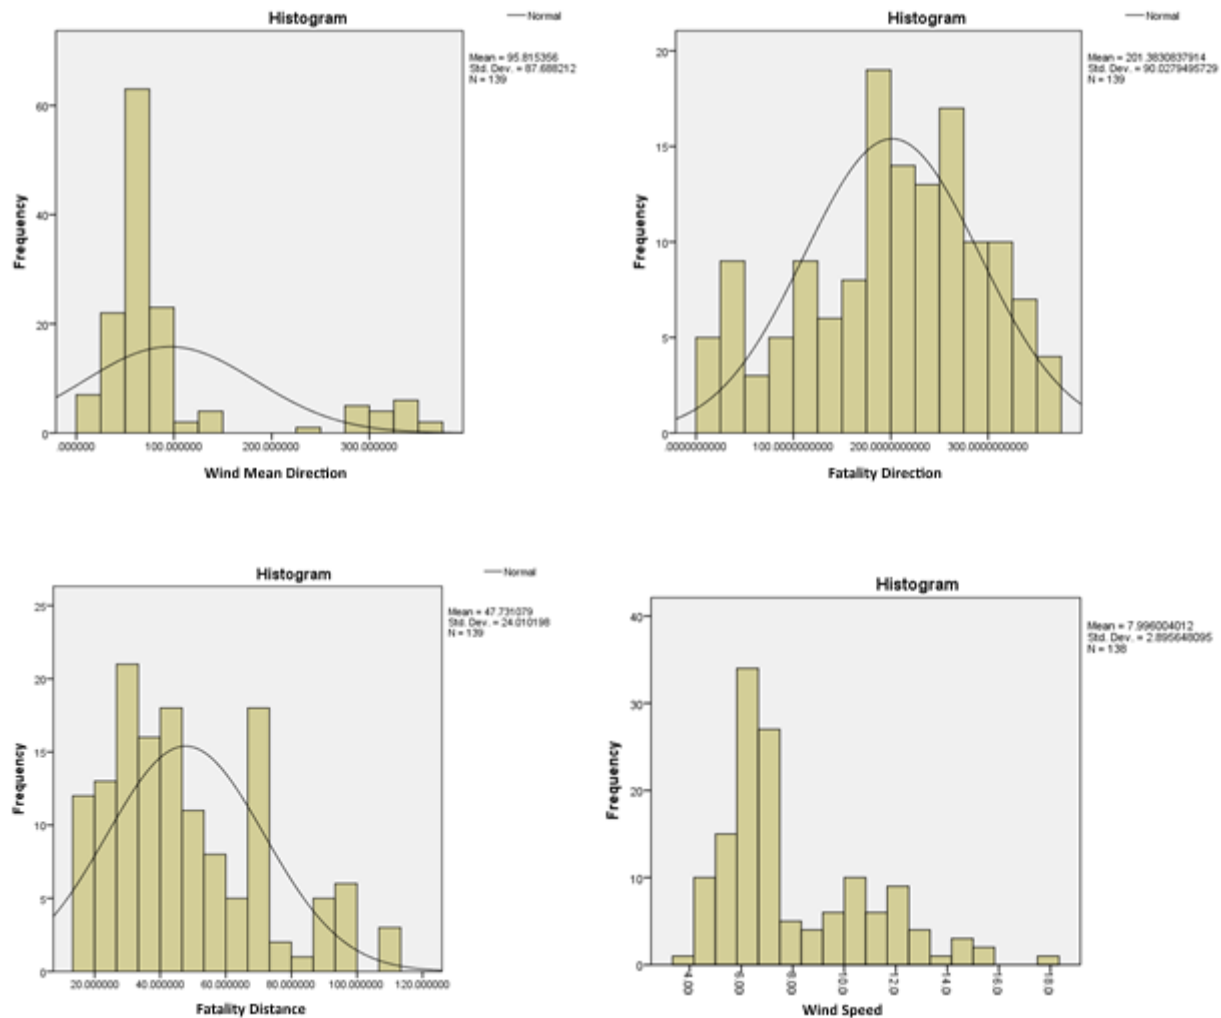 Histogram
Normal
Mean = 95.815356
Std. Dev. = 87.688212
N = 139
60
40
20
0
Frequency
.000000 100.000000 200.000000 300.000000
Wind Mean Direction
Histogram
Normal
Mean = 201.3830837914
Std. Dev. = 90.0279495729
N = 139
20
15
10
5
0
Frequency
.0000000000 100.0000000000 200.0000000000 300.0000000000
Fatality Direction
Histogram
Normal
Mean = 47.731079
Std. Dev. = 24.010198
N = 139
25
20
15
10
5
0
Frequency
20.000000 40.000000 60.000000 80.000000 100.000000 120.000000
Fatality Distance
Histogram
Mean = 7.996004012
Std. Dev. = 2.895648095
N = 138
40
30
20
10
0
Frequency
4.00 6.00 8.00 10.0 12.0 14.0 16.0 18.0
Wind Speed